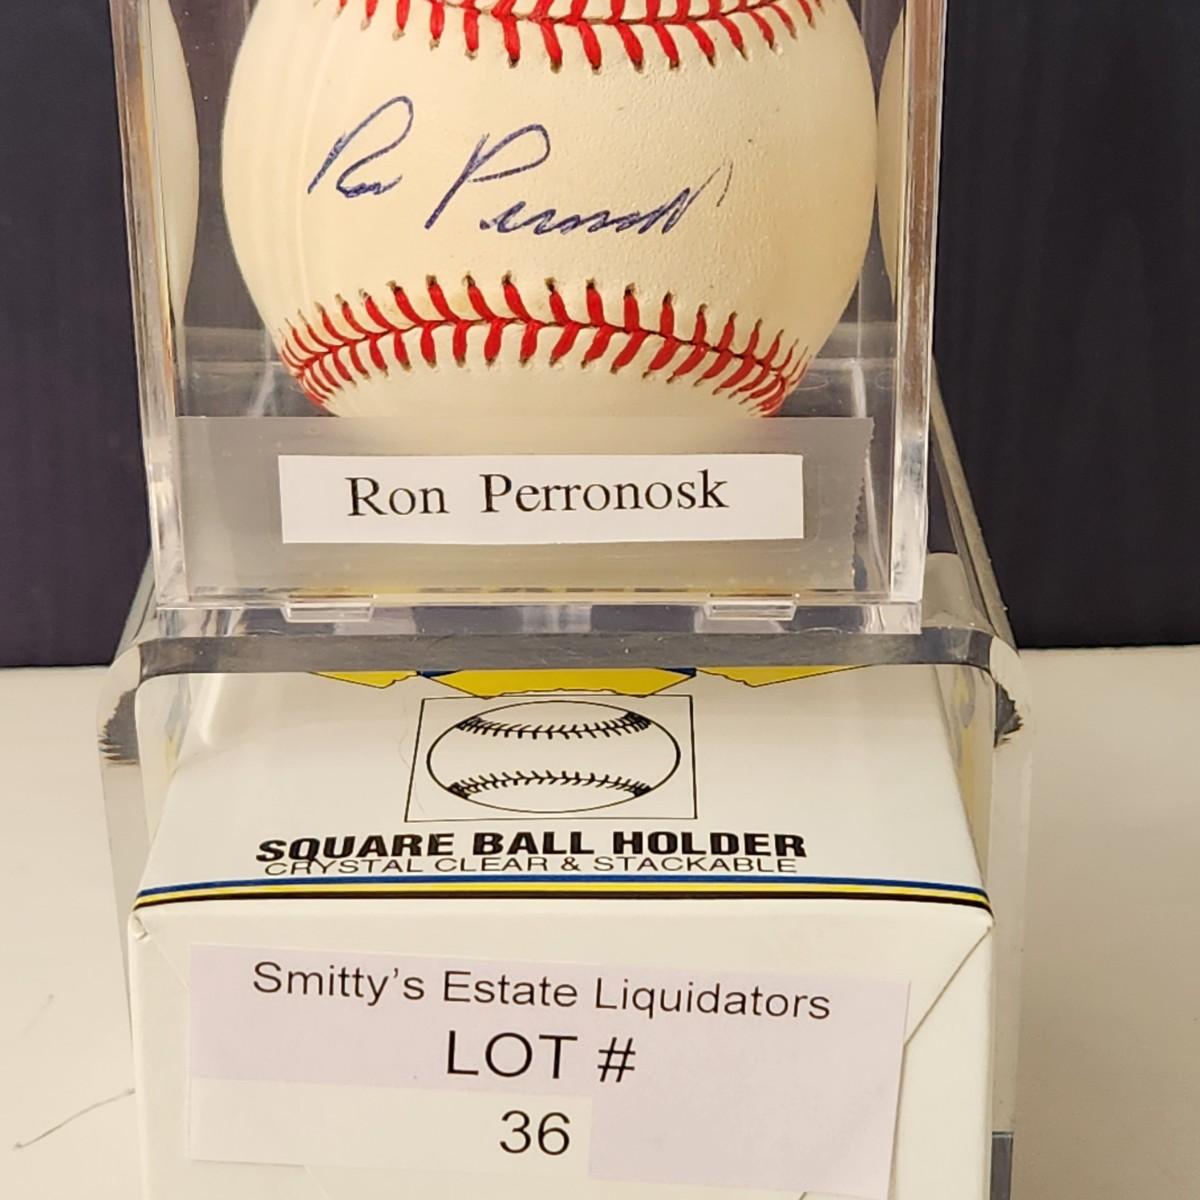 Ron Perronosk
SQUARE BALL HOLDER
CRYSTAL CLEAR & STACKABLE
Smitty's Estate Liquidators
LOT #
36